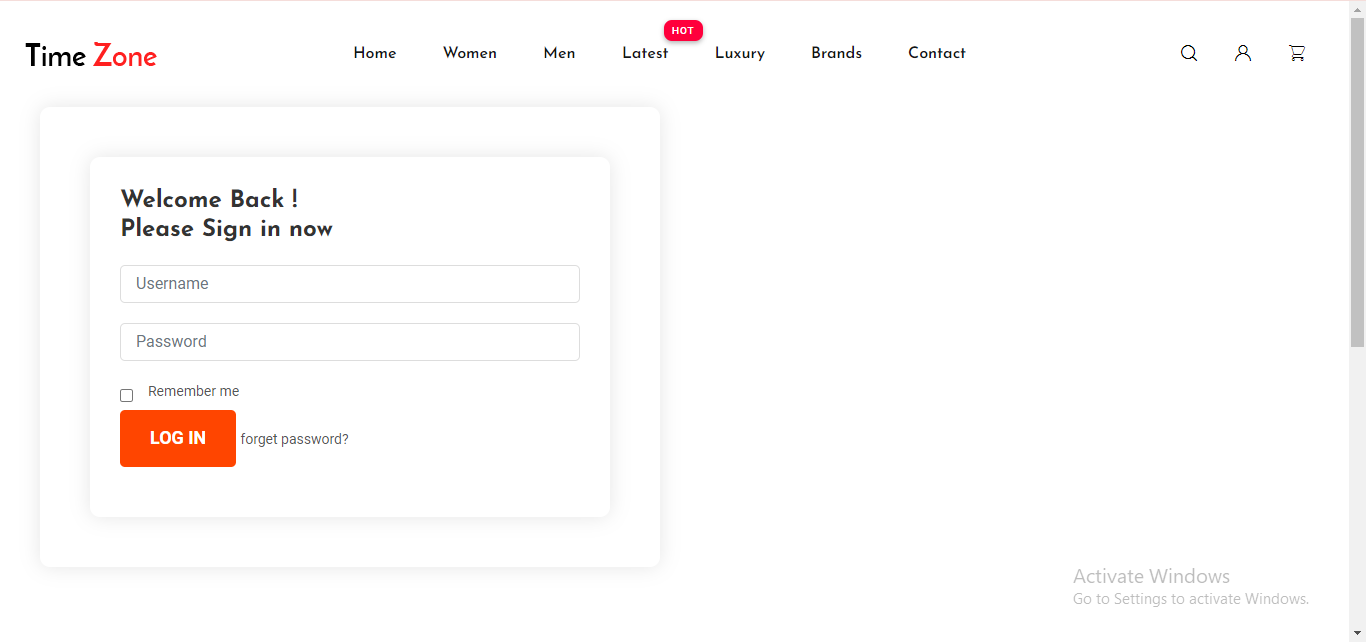 HOT
Time Zone Home Women Men Latest Luxury Brands Contact
Welcome Back !
Please Sign in now
Username
Password
Remember me
LOG IN forget password?
Activate Windows
Go to Settings to activate Windows.